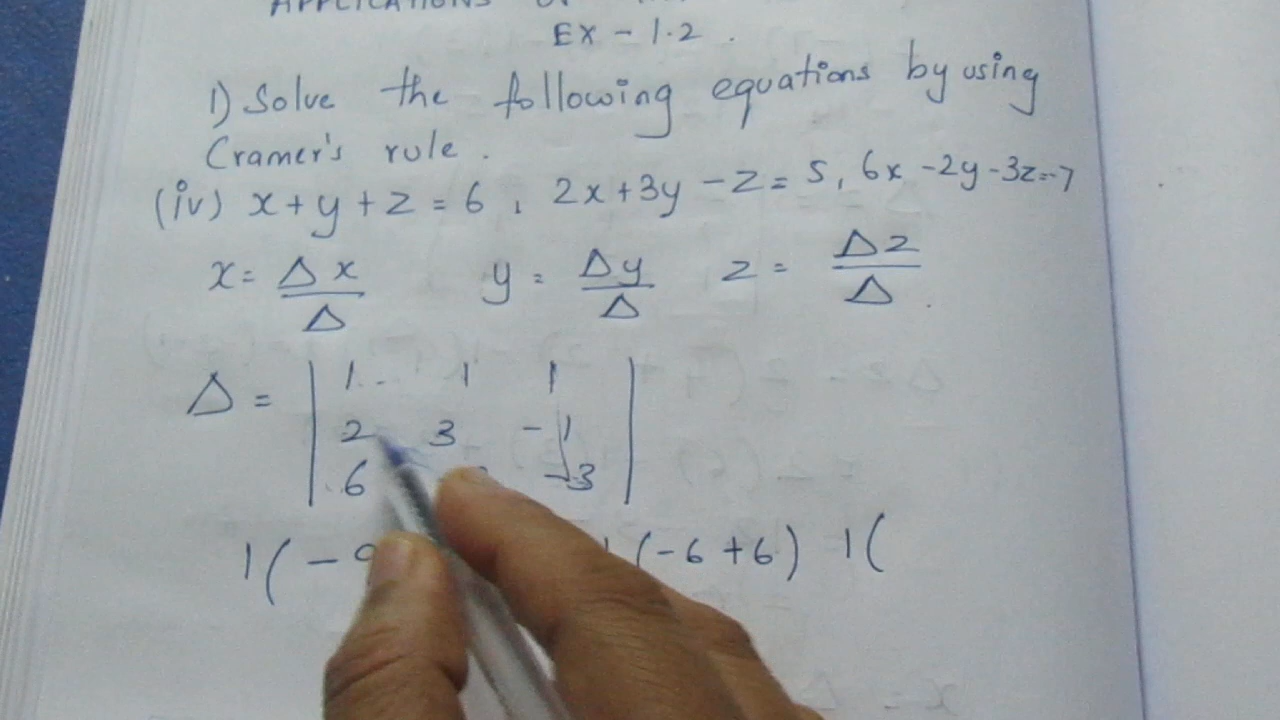 EX - 1.2.
1) Solve the following equations by using
Cramer's rule.
(iv) x+y+z=6, 2x+3y-z=5, 6x-2y-3z=-7
x= Δx/Δ y= Δy/Δ z= Δz/Δ.
Δ = | 1 1 1 |
2 3 -1
6 -3
1(-9 (-6+6) 1(